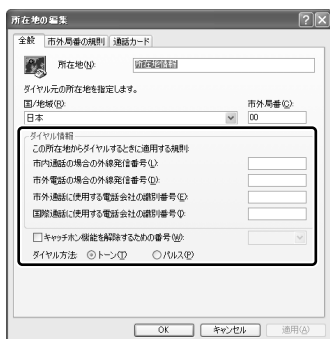 所在地の編集
全般 市外局番の規則 通話カード
所在地(N): 所在地情報
ダイヤル元の所在地を指定します。
国/地域(R): 市外局番(C):
日本 00
ダイヤル情報
この所在地からダイヤルするときに適用する規則:
市内通話の場合の外線発信番号(L):
市外電話の場合の外線発信番号(D):
市外通話に使用する電話会社の識別番号(E):
国際通話に使用する電話会社の識別番号(I):
キャッチホン機能を解除するための番号(W):
ダイヤル方法: トーン(T) パルス(P)
OK キャンセル 適用(A)